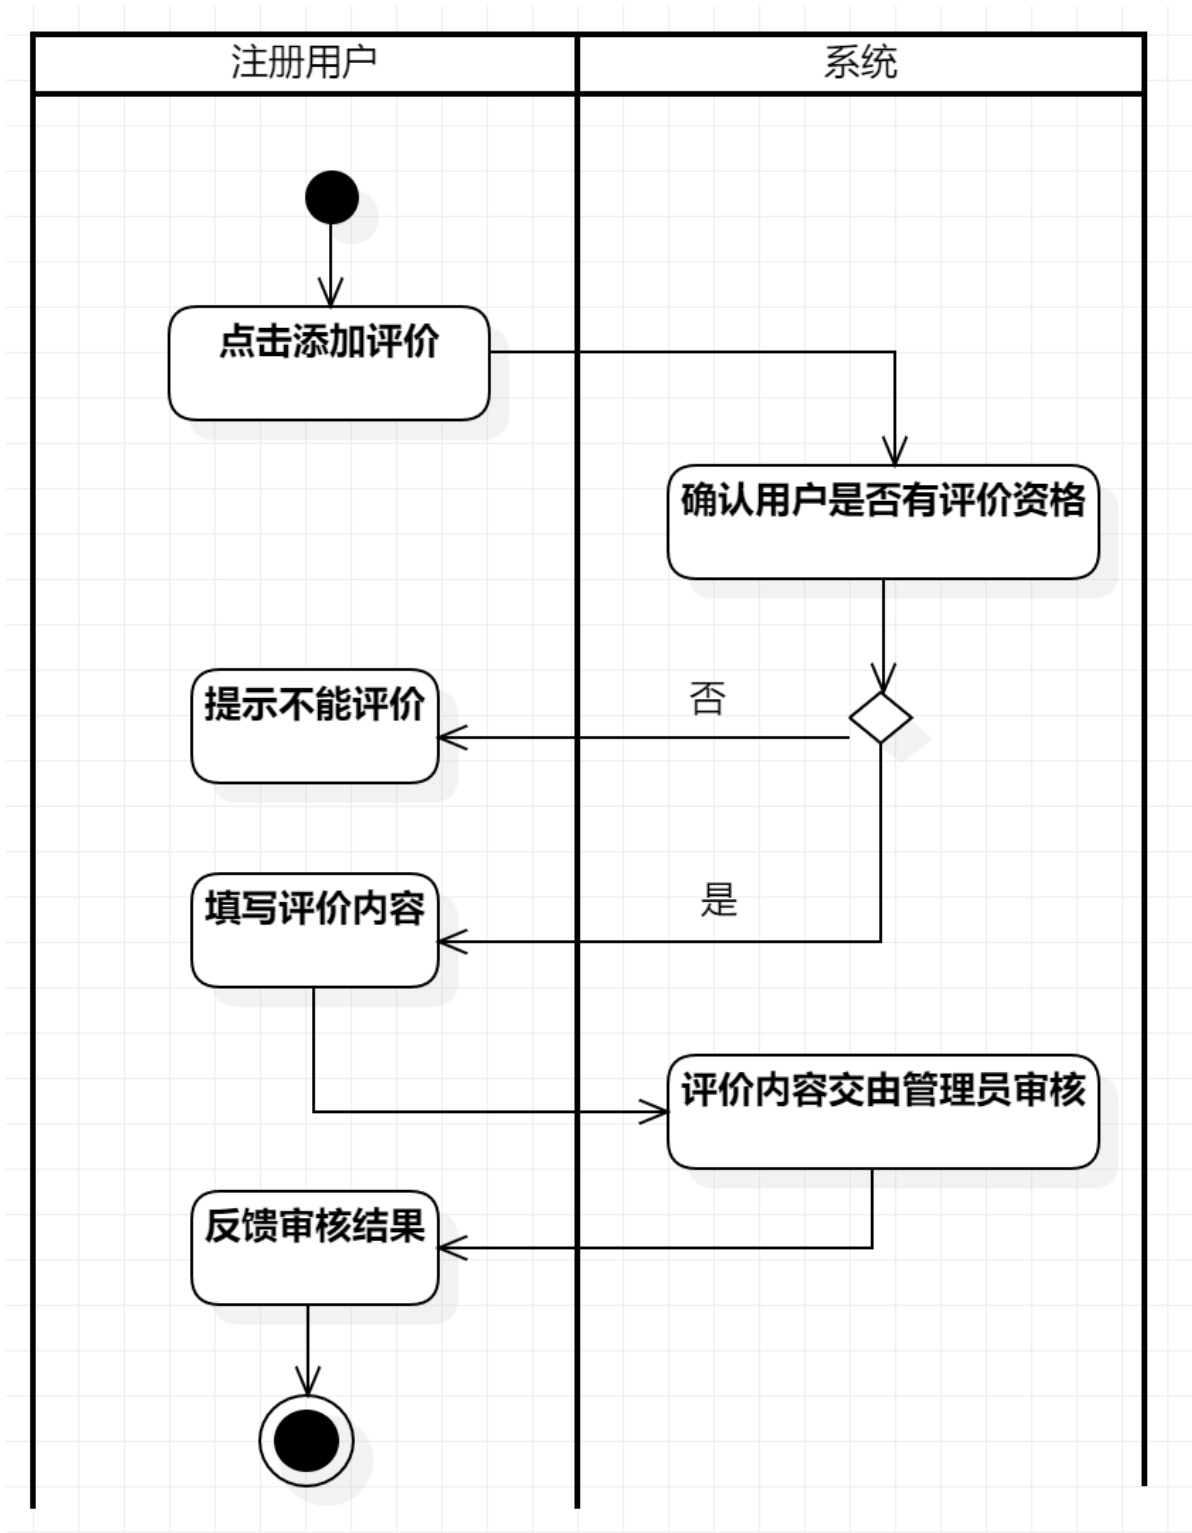 注册用户
系统
点击添加评价
确认用户是否有评价资格
否
提示不能评价
是
填写评价内容
评价内容交由管理员审核
反馈审核结果